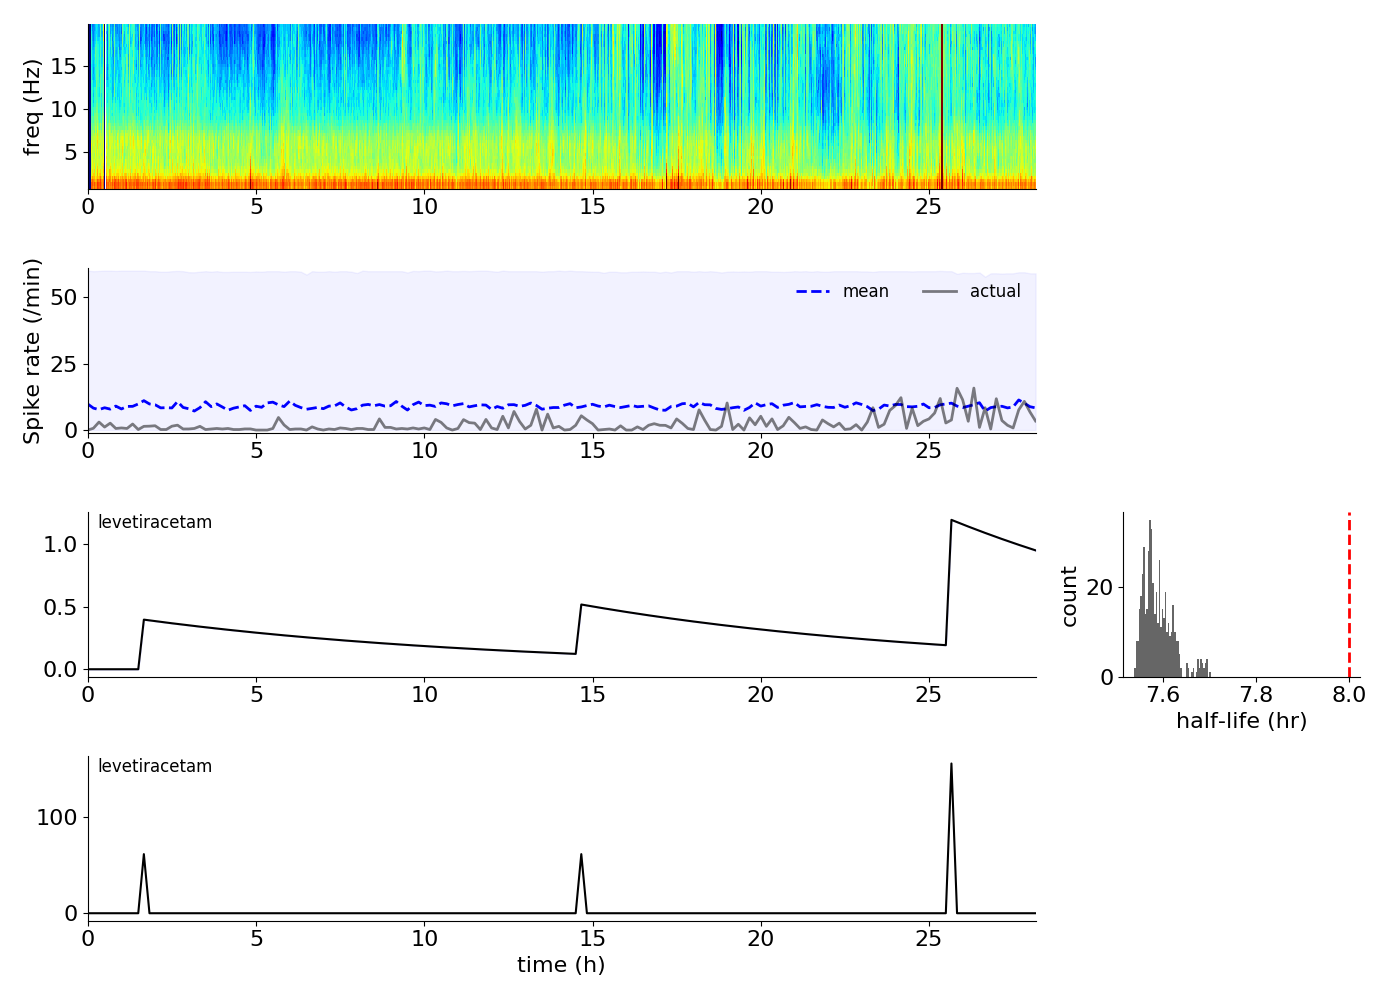 freq (Hz)
15
10
5
0 5 10 15 20 25
Spike rate (/min)
50
25
0
mean actual
0 5 10 15 20 25
levetiracetam
1.0
0.5
0.0
0 5 10 15 20 25
count
20
0
7.6 7.8 8.0
half-life (hr)
levetiracetam
100
0
0 5 10 15 20 25
time (h)